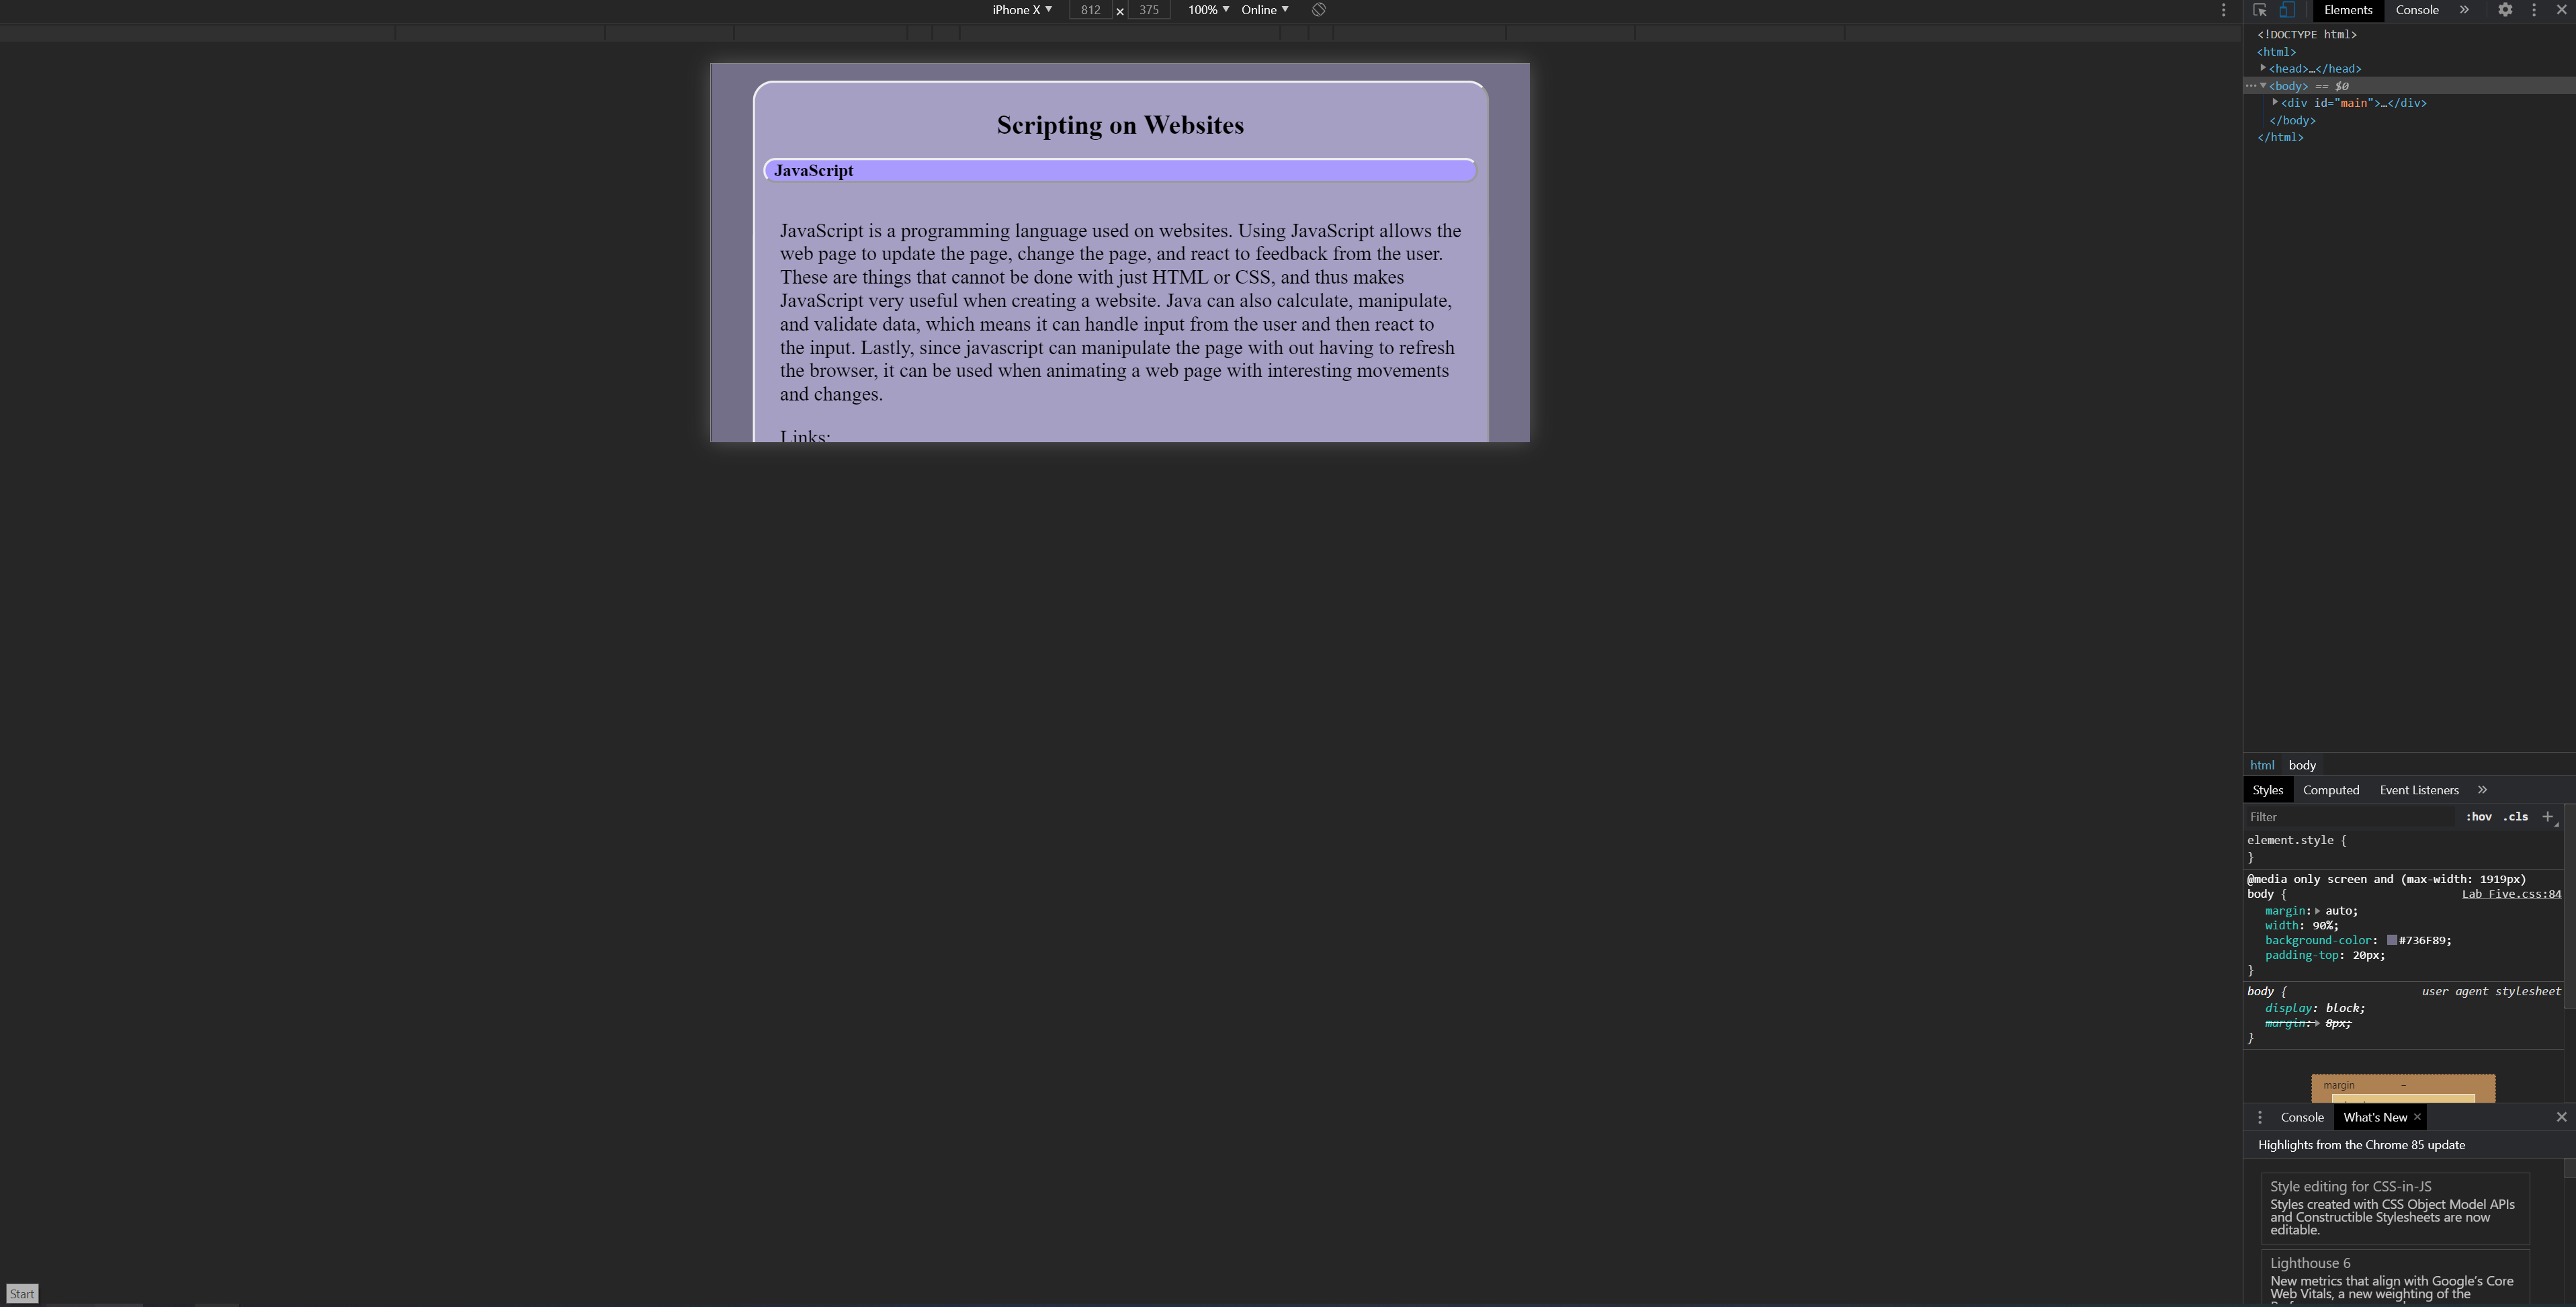 iPhone X ▼ 812 × 375 100% ▼ Online ▼
Scripting on Websites
JavaScript
JavaScript is a programming language used on websites. Using JavaScript allows the
web page to update the page, change the page, and react to feedback from the user.
These are things that cannot be done with just HTML or CSS, and thus makes
JavaScript very useful when creating a website. Java can also calculate, manipulate,
and validate data, which means it can handle input from the user and then react to
the input. Lastly, since javascript can manipulate the page with out having to refresh
the browser, it can be used when animating a web page with interesting movements
and changes.
Links:
Start
Elements Console »
<!DOCTYPE html>
<html>
<head>…</head>
<body> == $0
<div id="main">…</div>
</body>
</html>
html body
Styles Computed Event Listeners »
Filter :hov .cls +
element.style {
}
@media only screen and (max-width: 1919px)
body { Lab Five.css:84
margin: auto;
width: 90%;
background-color: #736F89;
padding-top: 20px;
}
body { user agent stylesheet
display: block;
margin: 8px;
}
margin –
Console What's New ×
Highlights from the Chrome 85 update
Style editing for CSS-in-JS
Styles created with CSS Object Model APIs
and Constructible Stylesheets are now
editable.
Lighthouse 6
New metrics that align with Google's Core
Web Vitals, a new weighting of the